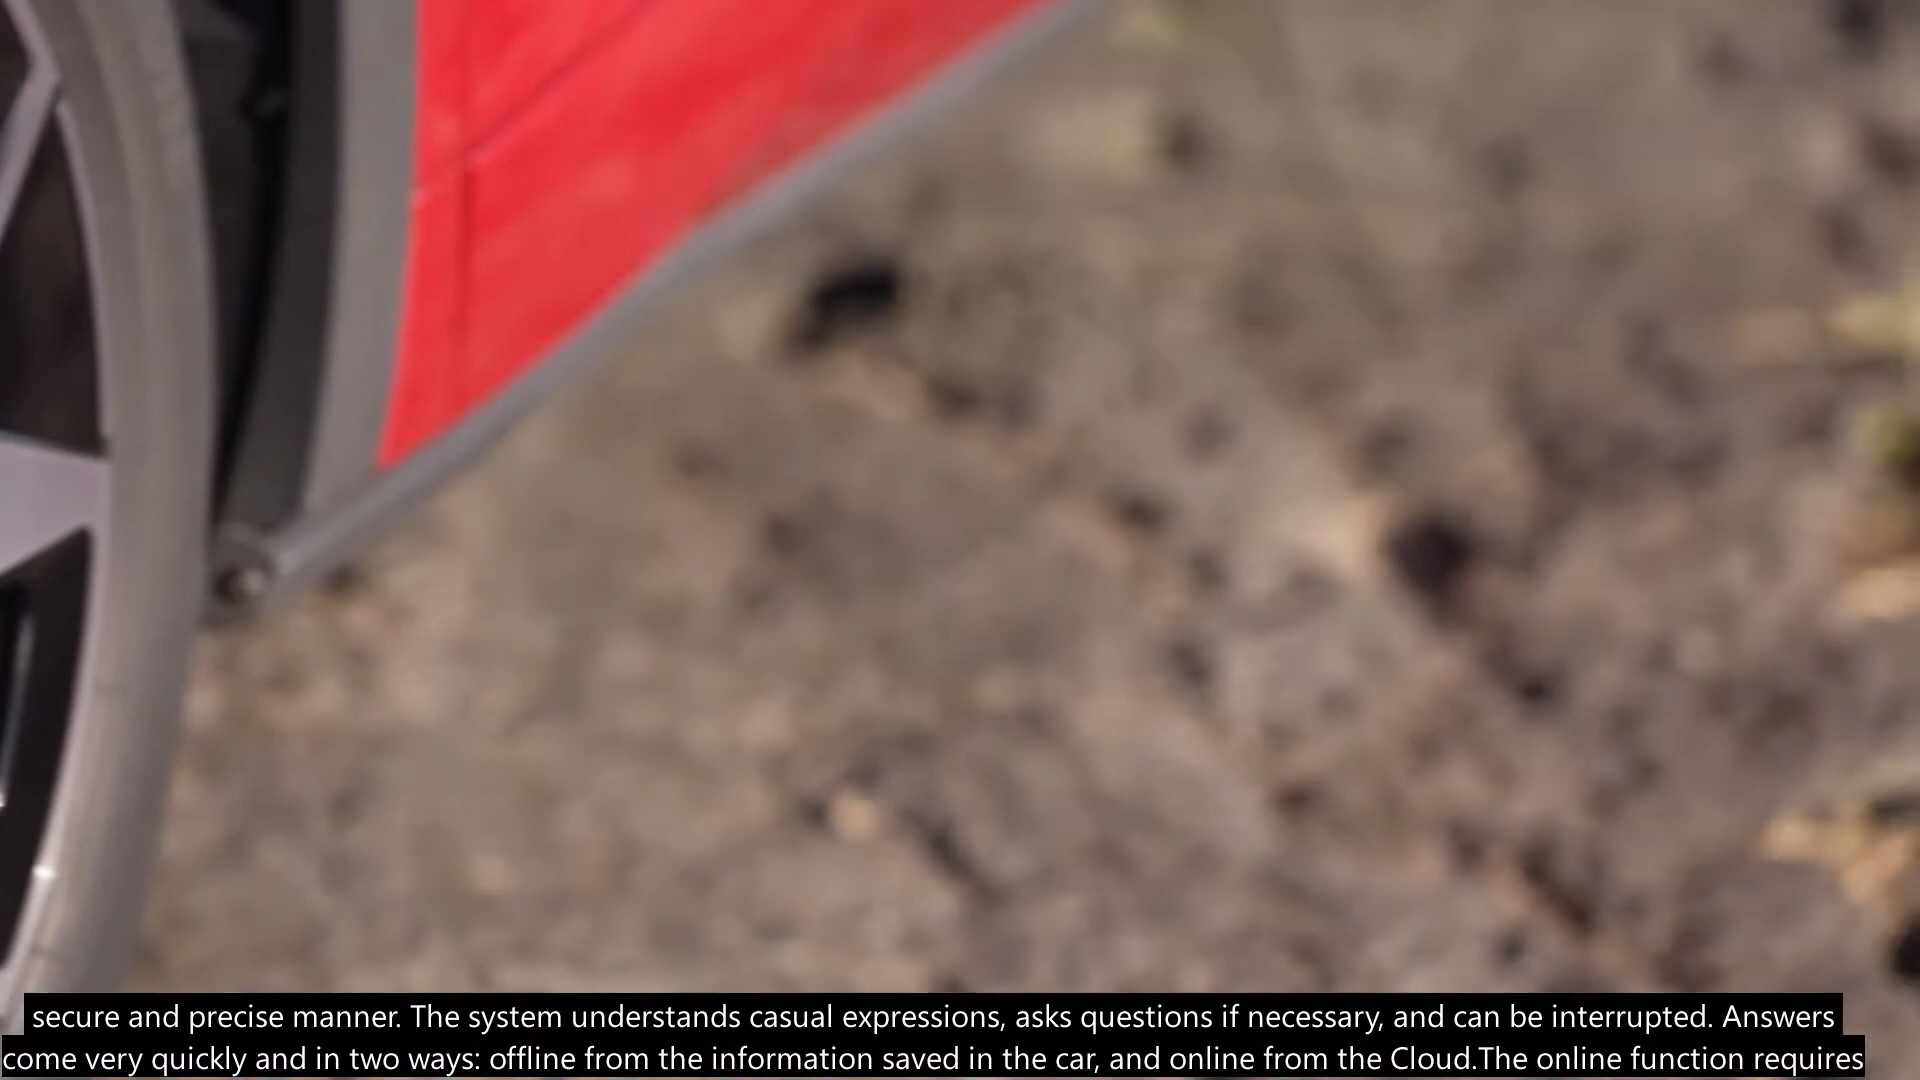 secure and precise manner. The system understands casual expressions, asks questions if necessary, and can be interrupted. Answers
come very quickly and in two ways: offline from the information saved in the car, and online from the Cloud.The online function requires